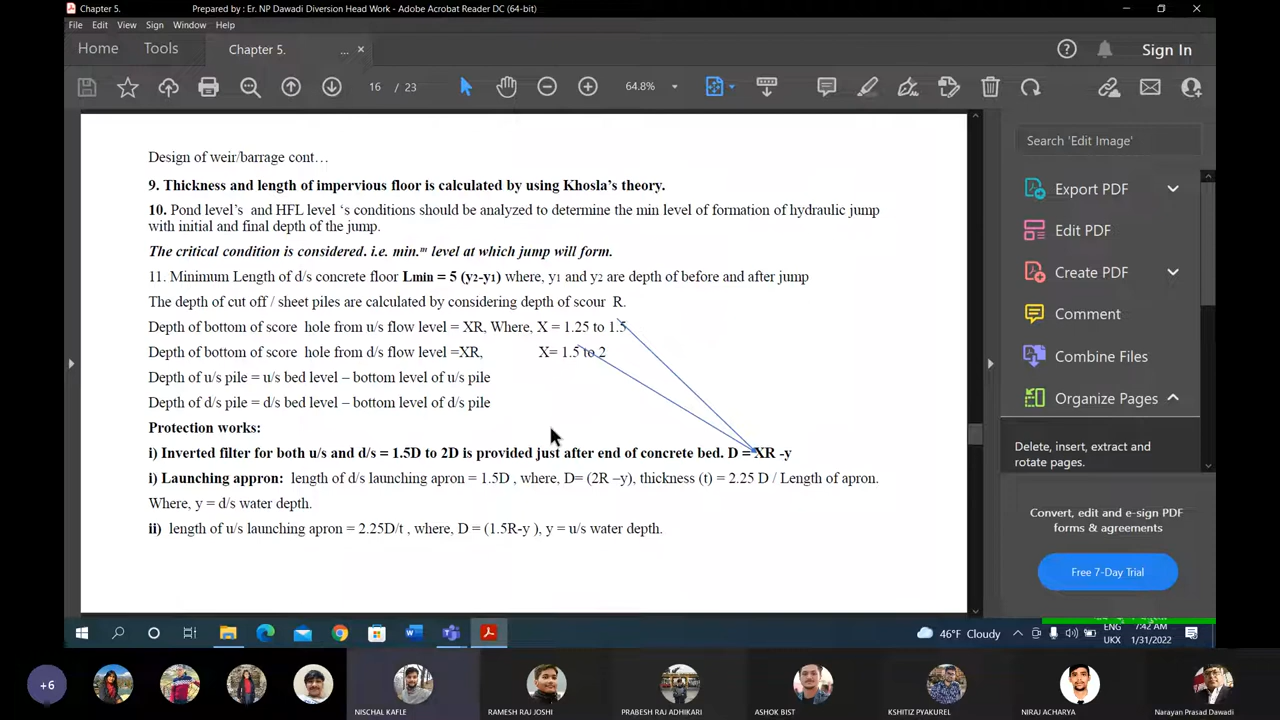 Chapter 5. Prepared by : Er. NP Dawadi Diversion Head Work - Adobe Acrobat Reader DC (64-bit)
File Edit View Sign Window Help
Home Tools Chapter 5. ... ×
Sign In
16 / 23 64.8%
Design of weir/barrage cont…
9. Thickness and length of impervious floor is calculated by using Khosla's theory.
10. Pond level's and HFL level 's conditions should be analyzed to determine the min level of formation of hydraulic jump
with initial and final depth of the jump.
The critical condition is considered. i.e. min.ᵐ level at which jump will form.
11. Minimum Length of d/s concrete floor Lmin = 5 (y2-y1) where, y1 and y2 are depth of before and after jump
The depth of cut off / sheet piles are calculated by considering depth of scour R.
Depth of bottom of score hole from u/s flow level = XR, Where, X = 1.25 to 1.5
Depth of bottom of score hole from d/s flow level =XR, X= 1.5 to 2
Depth of u/s pile = u/s bed level – bottom level of u/s pile
Depth of d/s pile = d/s bed level – bottom level of d/s pile
Protection works:
i) Inverted filter for both u/s and d/s = 1.5D to 2D is provided just after end of concrete bed. D = XR -y
i) Launching appron: length of d/s launching apron = 1.5D , where, D= (2R –y), thickness (t) = 2.25 D / Length of apron.
Where, y = d/s water depth.
ii) length of u/s launching apron = 2.25D/t , where, D = (1.5R-y ), y = u/s water depth.
Search 'Edit Image'
Export PDF
Edit PDF
Create PDF
Comment
Combine Files
Organize Pages
Delete, insert, extract and
rotate pages.
Convert, edit and e-sign PDF
forms & agreements
Free 7-Day Trial
46°F Cloudy
ENG
UKX
7:42 AM
1/31/2022
+6
NISCHAL KAFLE
RAMESH RAJ JOSHI
PRABESH RAJ ADHIKARI
ASHOK BIST
KSHITIZ PYAKUREL
NIRAJ ACHARYA
Narayan Prasad Dawadi